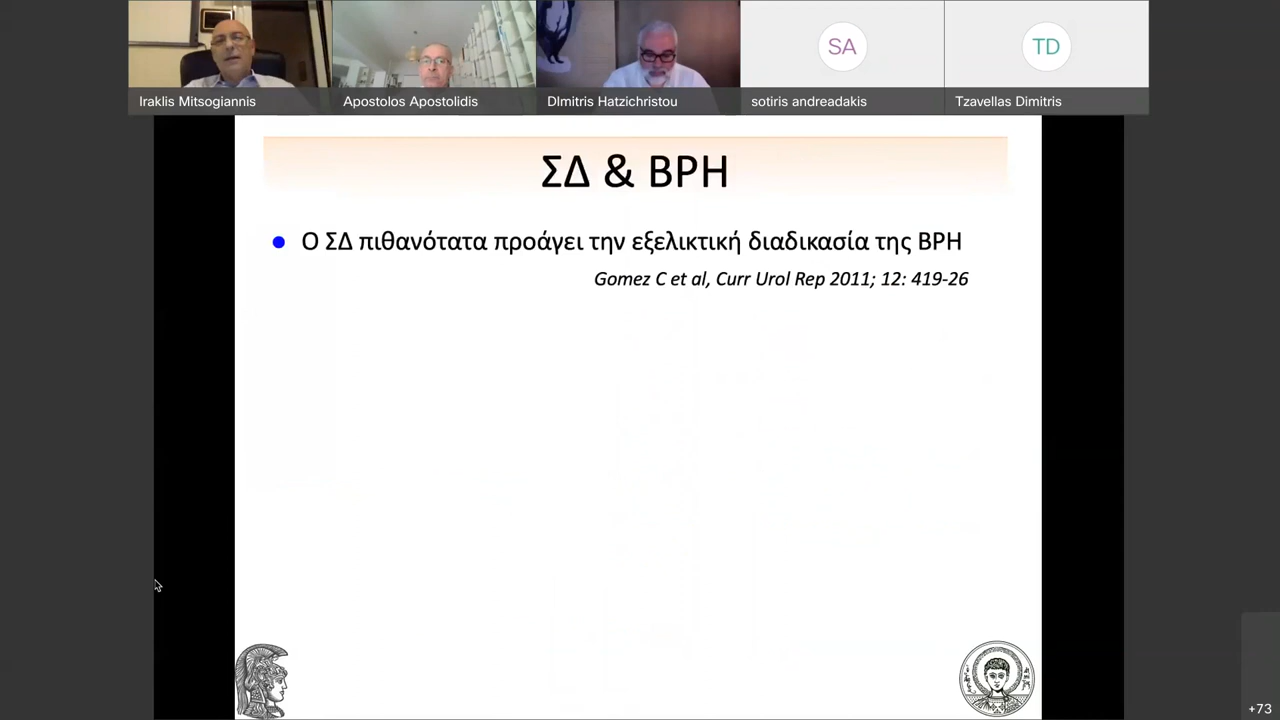 Iraklis Mitsogiannis
Apostolos Apostolidis
DImitris Hatzichristou
SA
sotiris andreadakis
TD
Tzavellas Dimitris
ΣΔ & BPH
Ο ΣΔ πιθανότατα προάγει την εξελικτική διαδικασία της BPH
Gomez C et al, Curr Urol Rep 2011; 12: 419-26
+73